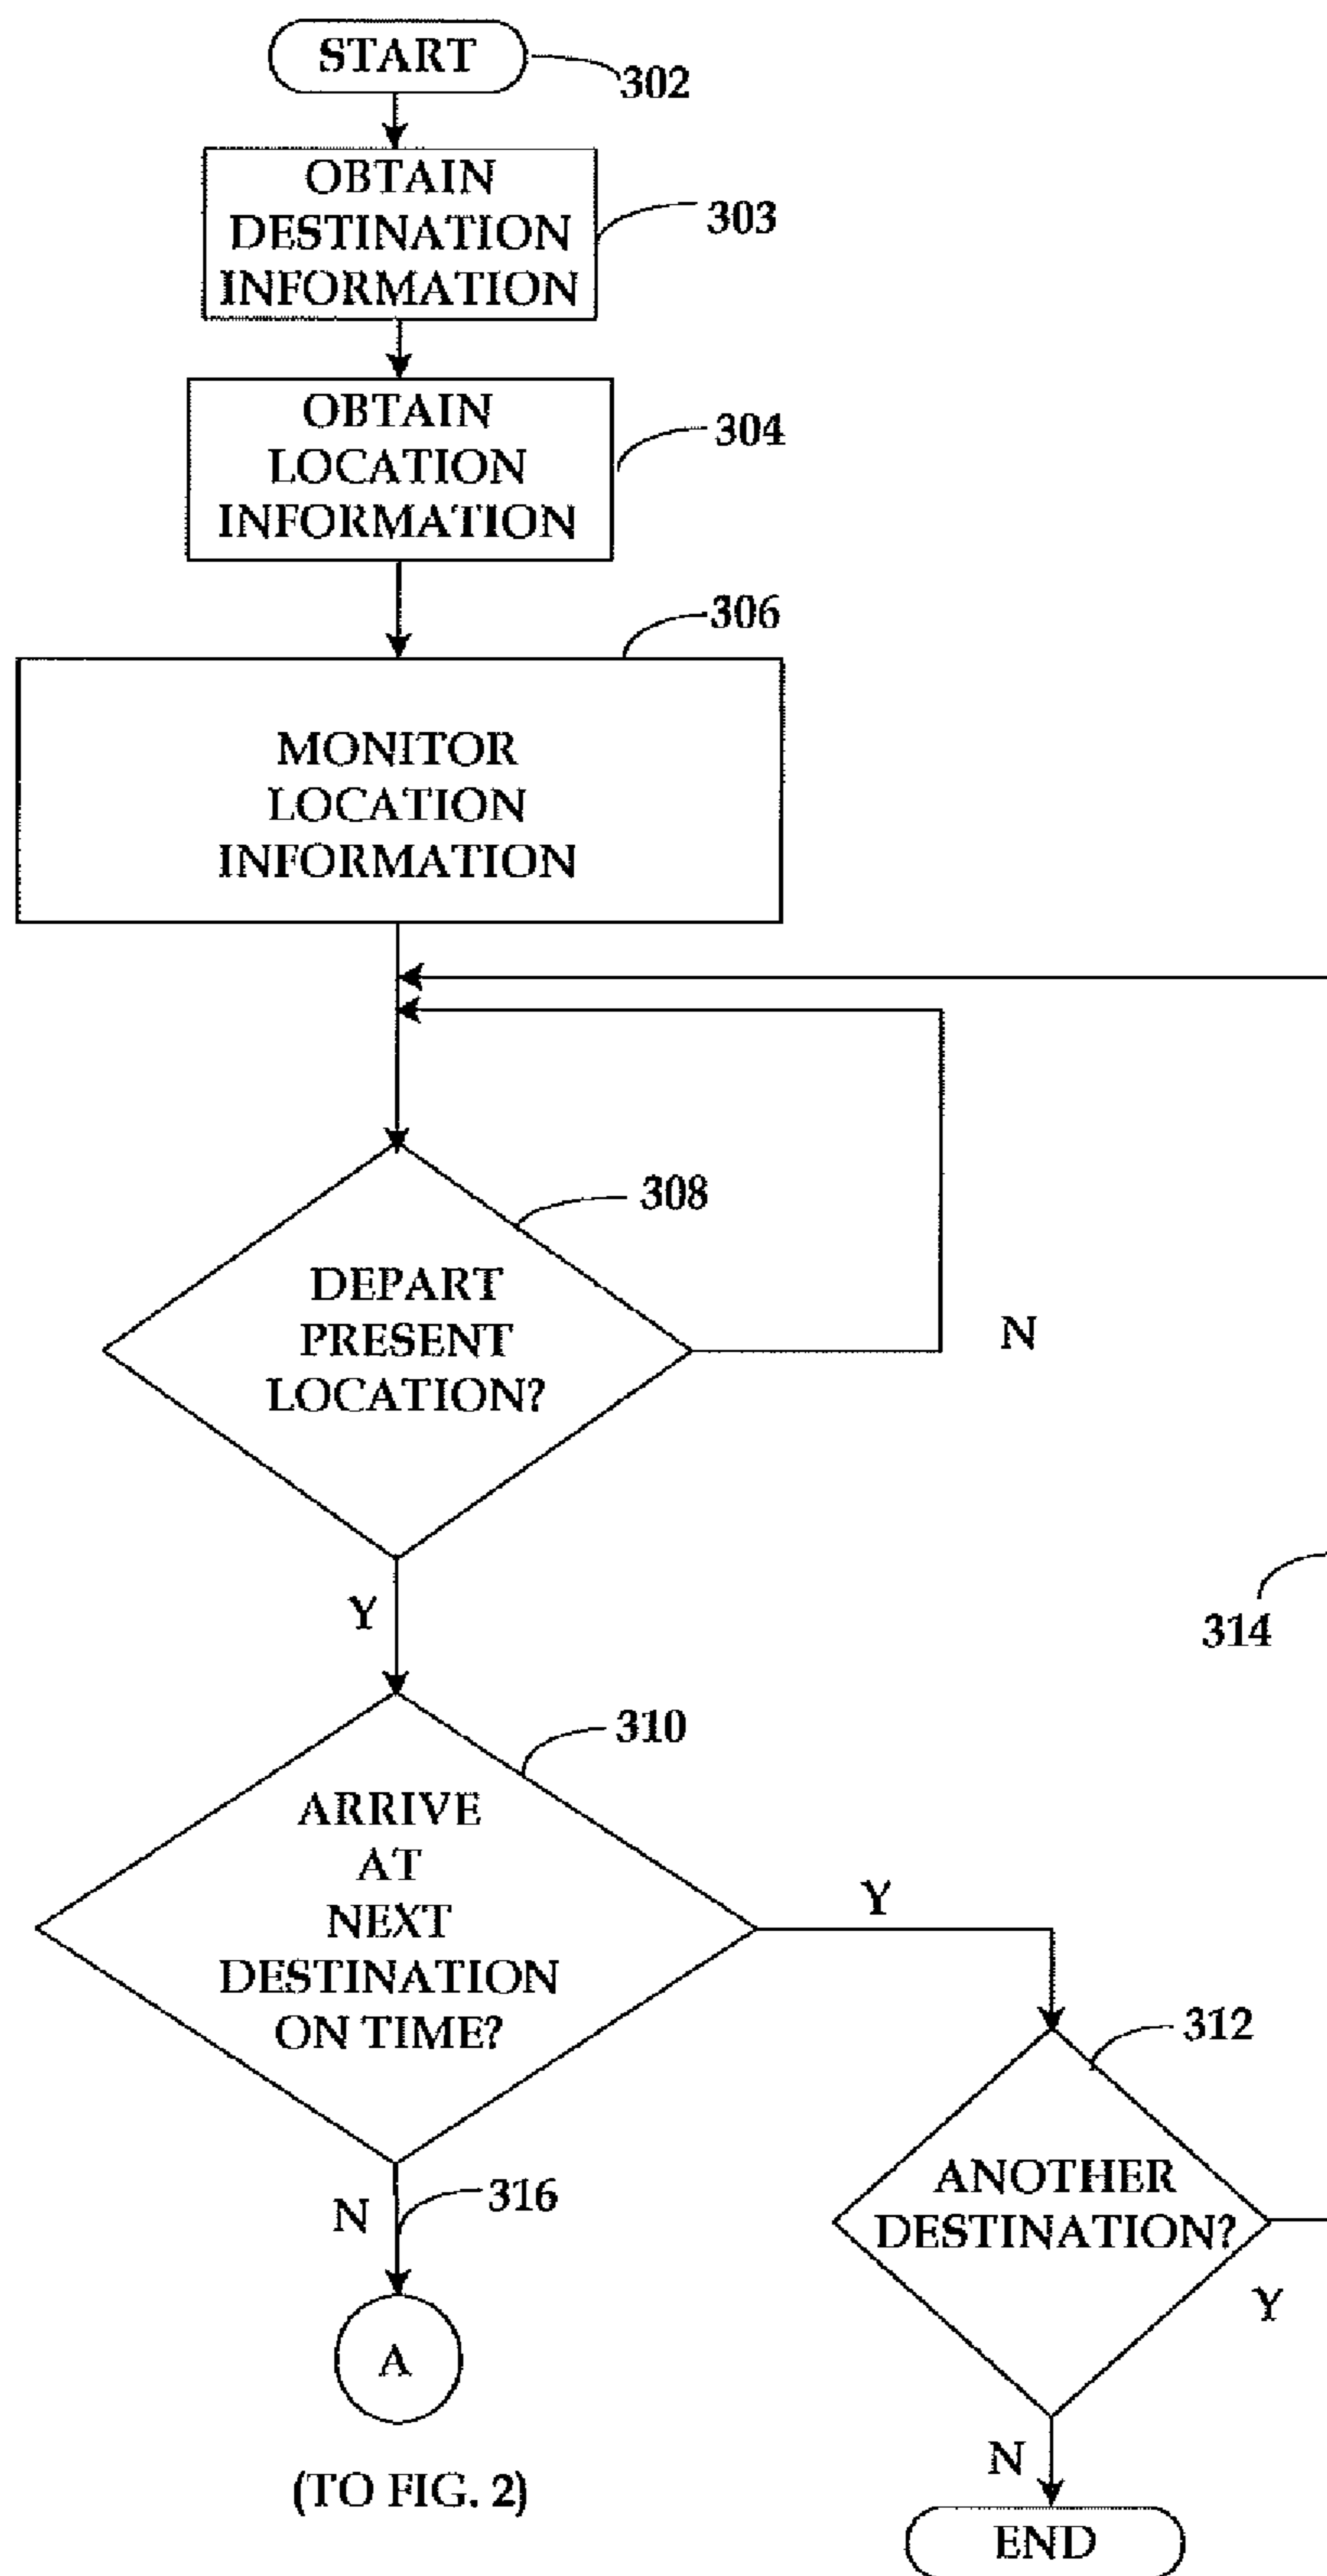 START
302
OBTAIN
DESTINATION
INFORMATION
303
OBTAIN
LOCATION
INFORMATION
304
306
MONITOR
LOCATION
INFORMATION
308
DEPART
PRESENT
LOCATION?
N
Y
314
310
ARRIVE
AT
NEXT
DESTINATION
ON TIME?
Y
312
ANOTHER
DESTINATION?
Y
N
316
A
(TO FIG. 2)
N
END